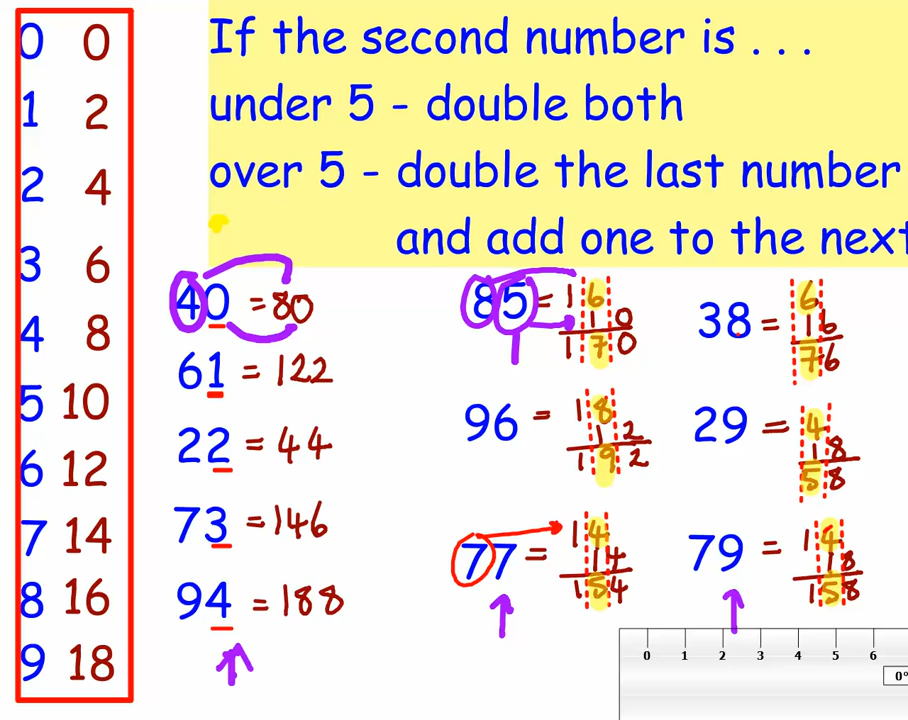 If the second number is . . .
under 5 - double both
over 5 - double the last number
and add one to the next
0 0
1 2
2 4
3 6
4 8
5 10
6 12
7 14
8 16
9 18
40 = 80
61 = 122
22 = 44
73 = 146
94 = 188
85 = 16
10
170
96 = 18
12
192
77 = 14
14
154
38 = 6
16
76
29 = 4
18
58
79 = 14
18
158
0 1 2 3 4 5 6
0°